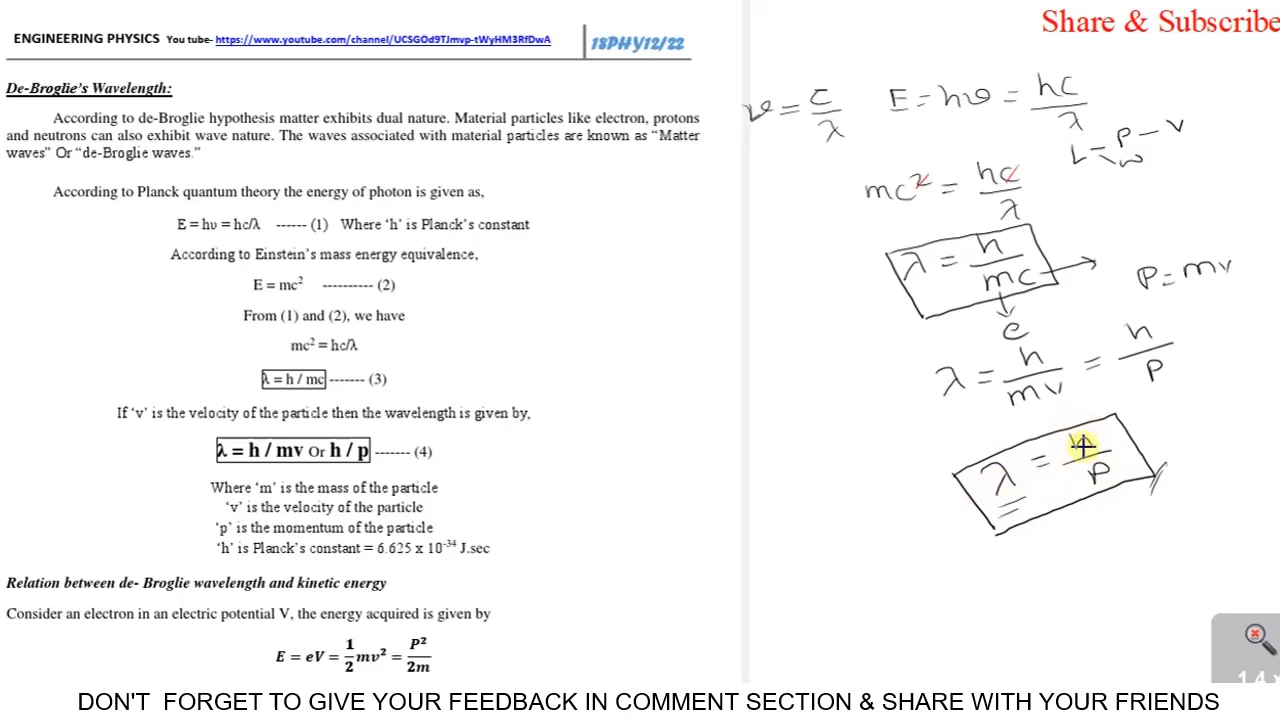 ENGINEERING PHYSICS You tube- https://www.youtube.com/channel/UCSGOd9TJmvp-tWyHM3RfDwA
18PHY12/22
De-Broglie's Wavelength:
According to de-Broglie hypothesis matter exhibits dual nature. Material particles like electron, protons
and neutrons can also exhibit wave nature. The waves associated with material particles are known as “Matter
waves” Or “de-Broglie waves.”
According to Planck quantum theory the energy of photon is given as,
E = hυ = hc/λ ------ (1) Where ‘h’ is Planck's constant
According to Einstein's mass energy equivalence,
E = mc² ---------- (2)
From (1) and (2), we have
mc² = hc/λ
λ = h / mc ------- (3)
If ‘v’ is the velocity of the particle then the wavelength is given by,
λ = h / mv Or h / p ------- (4)
Where ‘m’ is the mass of the particle
‘v’ is the velocity of the particle
‘p’ is the momentum of the particle
‘h’ is Planck's constant = 6.625 x 10⁻³⁴ J.sec
Relation between de- Broglie wavelength and kinetic energy
Consider an electron in an electric potential V, the energy acquired is given by
E = eV = 1/2 mv² = P²/2m
Share & Subscribe
ν = c/λ E = hυ = hc/λ
L – P – V
w
mc² = hc/λ
λ = h/mc
P = mv
e
λ = h/mv = h/P
λ = h/P
1.4 x
DON'T FORGET TO GIVE YOUR FEEDBACK IN COMMENT SECTION & SHARE WITH YOUR FRIENDS